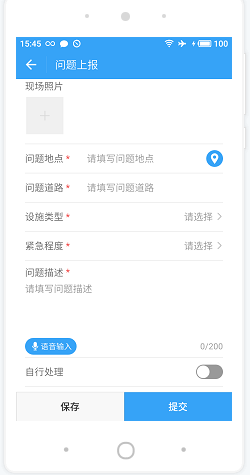 15:45 100
问题上报
现场照片
问题地点 * 请填写问题地点
问题道路 * 请填写问题道路
设施类型 * 请选择
紧急程度 * 请选择
问题描述 *
请填写问题描述
语音输入 0/200
自行处理
保存 提交